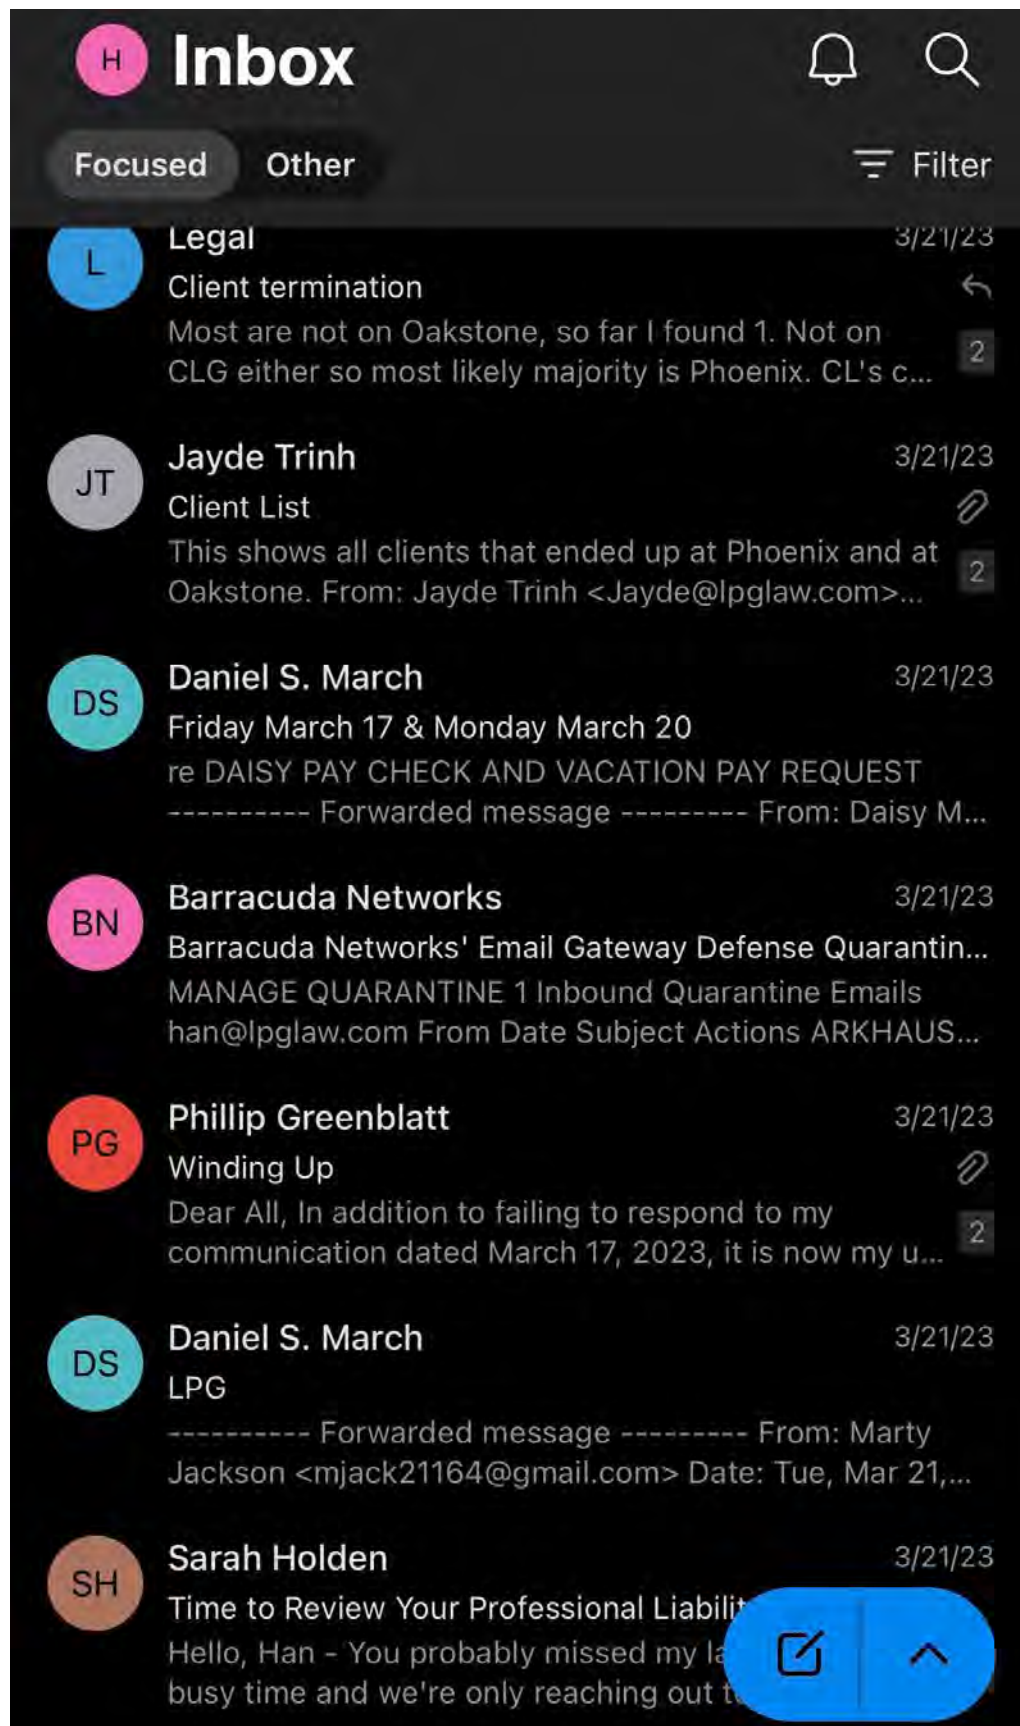 H Inbox
Focused Other Filter
L Legal 3/21/23
Client termination
Most are not on Oakstone, so far I found 1. Not on
CLG either so most likely majority is Phoenix. CL's c... 2
JT Jayde Trinh 3/21/23
Client List
This shows all clients that ended up at Phoenix and at
Oakstone. From: Jayde Trinh <Jayde@lpglaw.com>... 2
DS Daniel S. March 3/21/23
Friday March 17 & Monday March 20
re DAISY PAY CHECK AND VACATION PAY REQUEST
---------- Forwarded message --------- From: Daisy M...
BN Barracuda Networks 3/21/23
Barracuda Networks' Email Gateway Defense Quarantin...
MANAGE QUARANTINE 1 Inbound Quarantine Emails
han@lpglaw.com From Date Subject Actions ARKHAUS...
PG Phillip Greenblatt 3/21/23
Winding Up
Dear All, In addition to failing to respond to my
communication dated March 17, 2023, it is now my u... 2
DS Daniel S. March 3/21/23
LPG
---------- Forwarded message --------- From: Marty
Jackson <mjack21164@gmail.com> Date: Tue, Mar 21,...
SH Sarah Holden 3/21/23
Time to Review Your Professional Liabilit
Hello, Han - You probably missed my la
busy time and we're only reaching out t